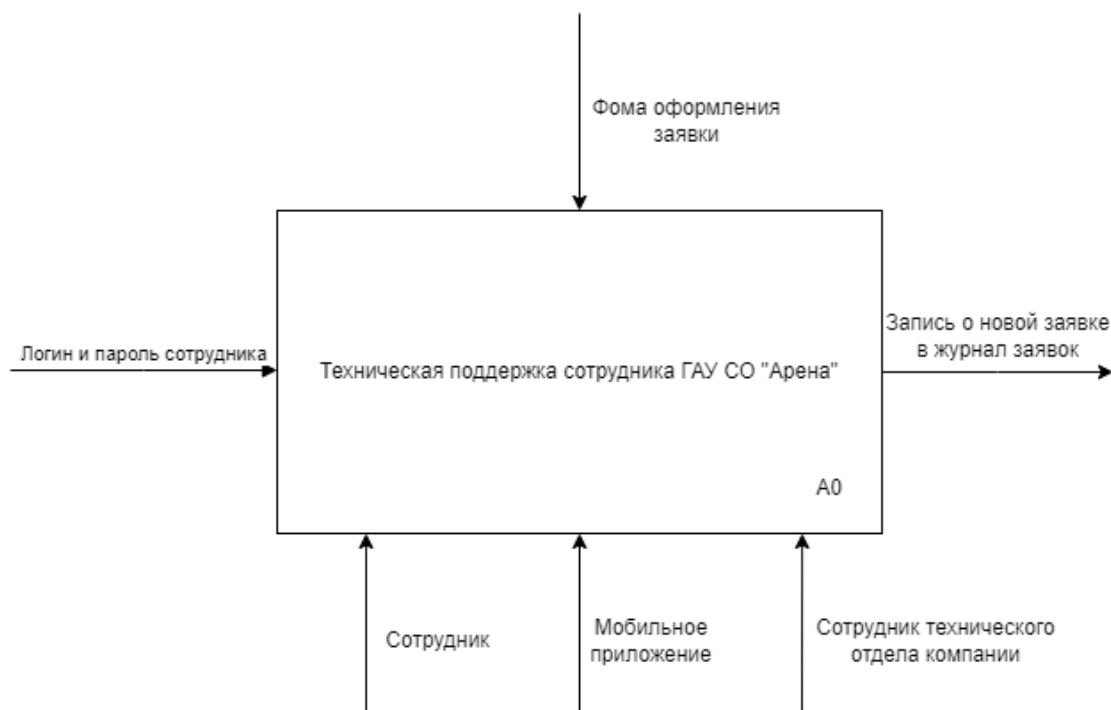 Фома оформления
заявки
Логин и пароль сотрудника
Техническая поддержка сотрудника ГАУ СО "Арена"
Запись о новой заявке
в журнал заявок
А0
Сотрудник
Мобильное
приложение
Сотрудник технического
отдела компании